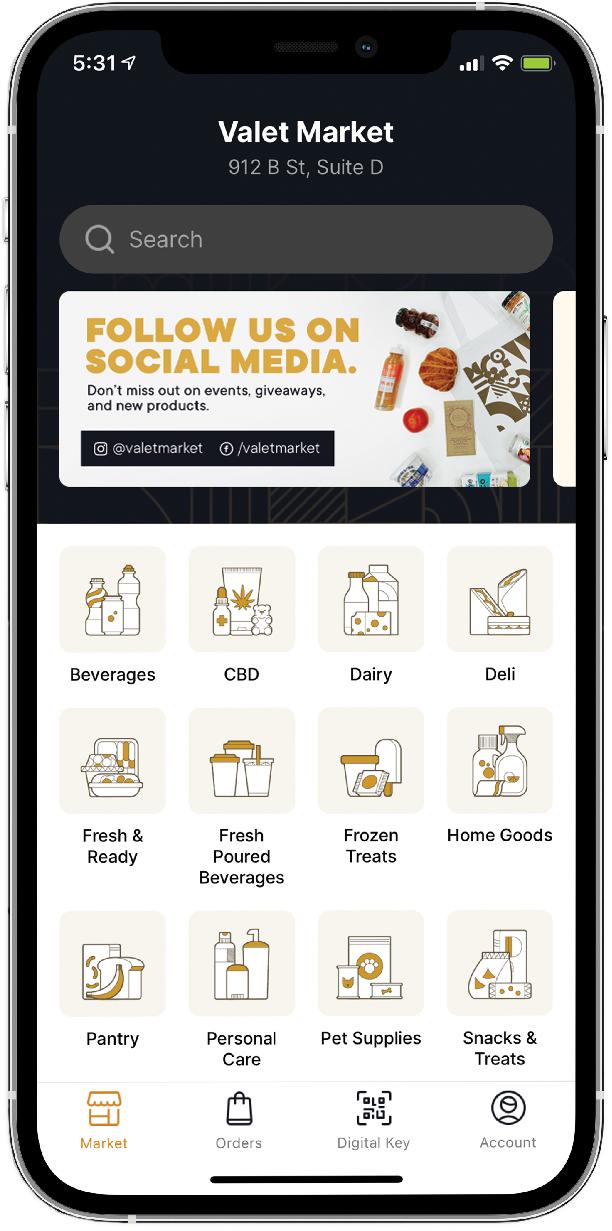 5:31
Valet Market
912 B St, Suite D
Search
FOLLOW US ON
SOCIAL MEDIA.
Don't miss out on events, giveaways,
and new products.
@valetmarket /valetmarket
Beverages
CBD
Dairy
Deli
Fresh &
Ready
Fresh
Poured
Beverages
Frozen
Treats
Home Goods
Pantry
Personal
Care
Pet Supplies
Snacks &
Treats
Market
Orders
Digital Key
Account